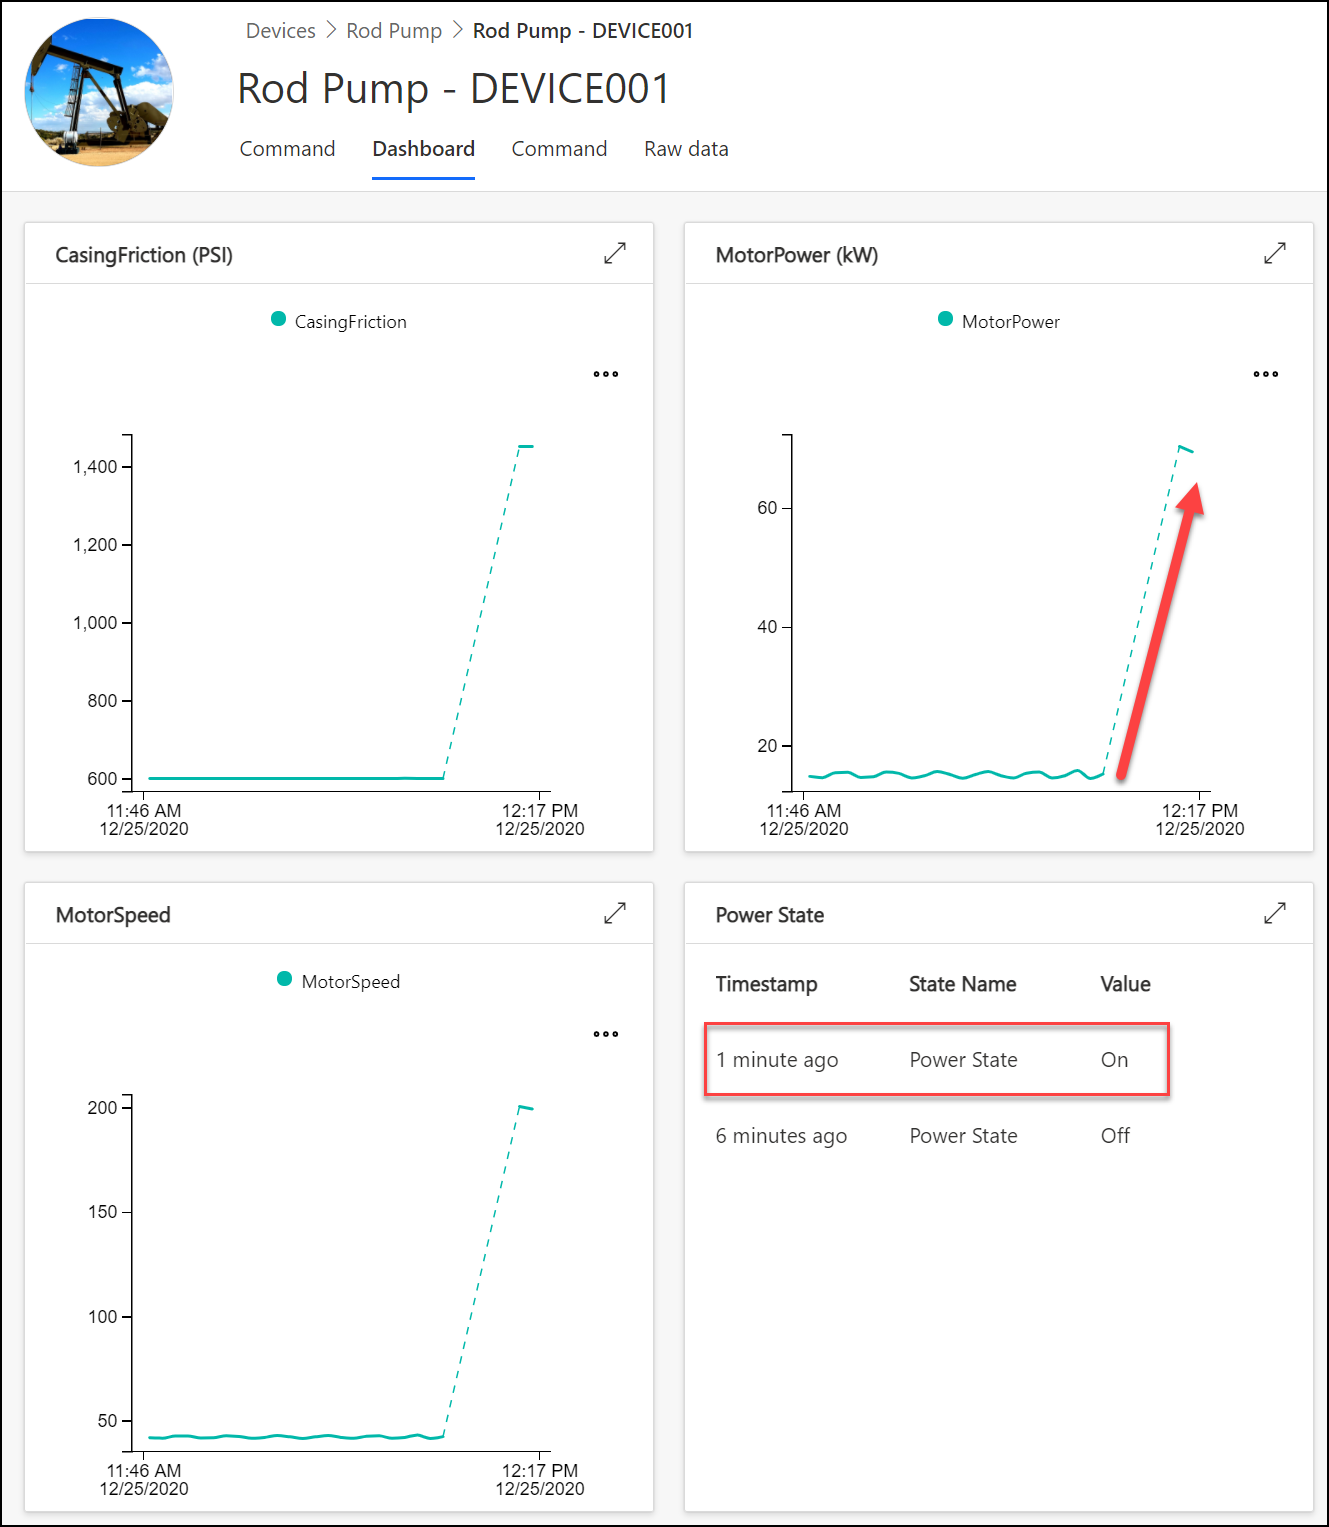 Devices > Rod Pump > Rod Pump - DEVICE001
Rod Pump - DEVICE001
Command Dashboard Command Raw data
CasingFriction (PSI)
CasingFriction
1,400
1,200
1,000
800
600
11:46 AM 12:17 PM
12/25/2020 12/25/2020
MotorPower (kW)
MotorPower
60
40
20
11:46 AM 12:17 PM
12/25/2020 12/25/2020
MotorSpeed
MotorSpeed
200
150
100
50
11:46 AM 12:17 PM
12/25/2020 12/25/2020
Power State
Timestamp State Name Value
1 minute ago Power State On
6 minutes ago Power State Off